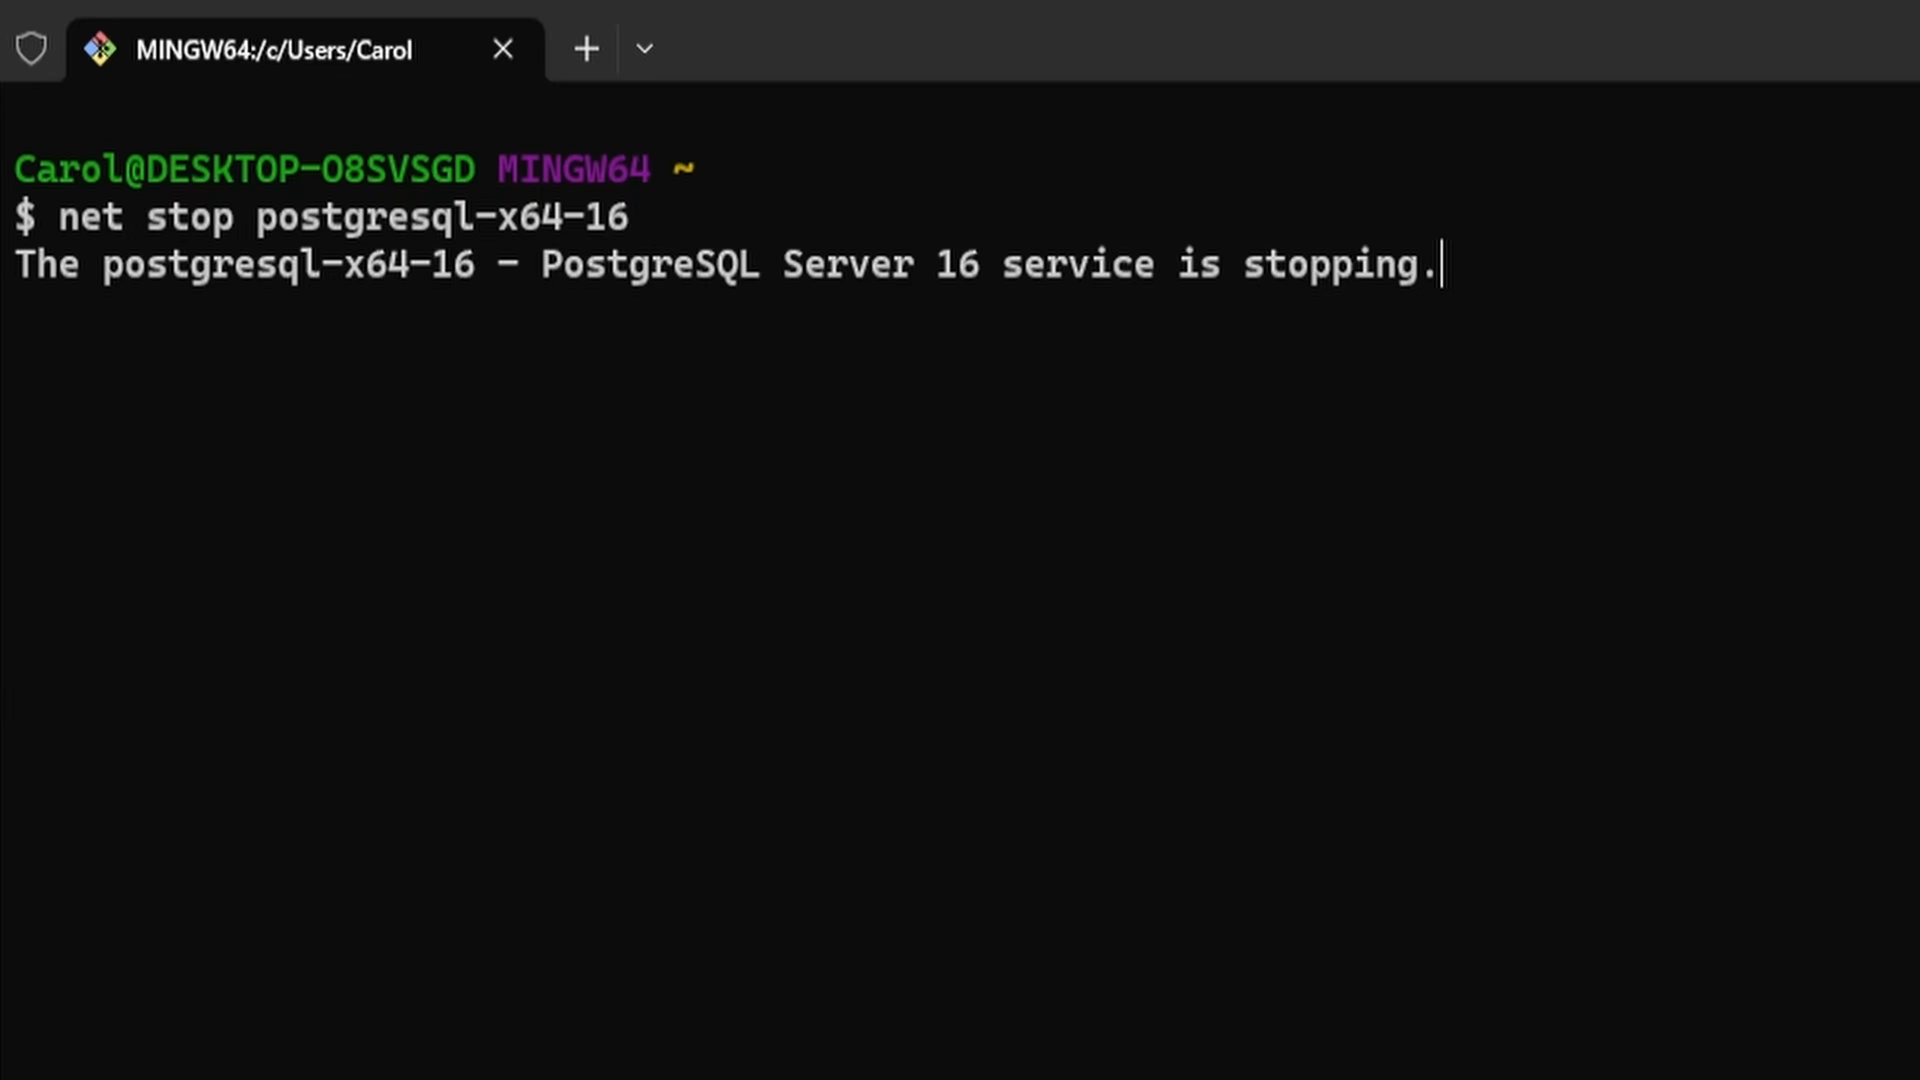 MINGW64:/c/Users/Carol
Carol@DESKTOP-O8SVSGD MINGW64 ~
$ net stop postgresql-x64-16
The postgresql-x64-16 - PostgreSQL Server 16 service is stopping.